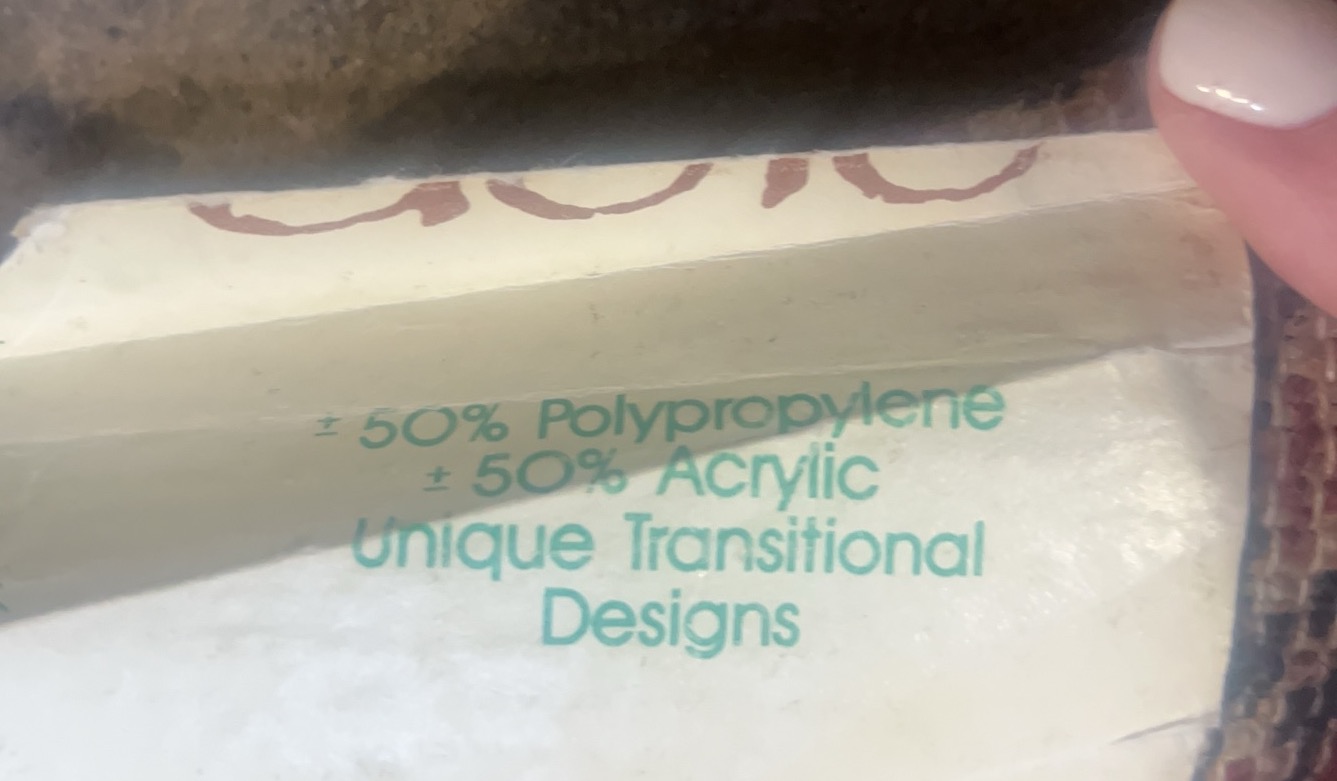 ± 50% Polypropylene
± 50% Acrylic
Unique Transitional
Designs